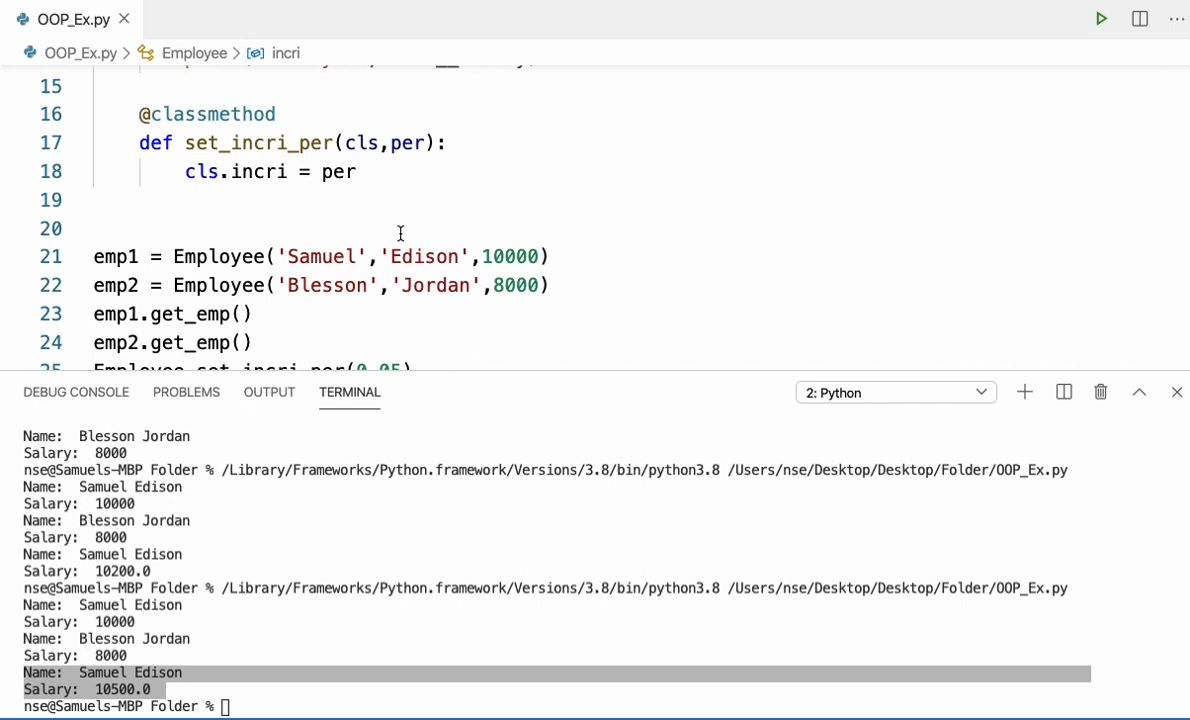 OOP_Ex.py
OOP_Ex.py > Employee > incri
15
16 @classmethod
17 def set_incri_per(cls,per):
18 cls.incri = per
19
20
21 emp1 = Employee('Samuel','Edison',10000)
22 emp2 = Employee('Blesson','Jordan',8000)
23 emp1.get_emp()
24 emp2.get_emp()
25 Employee.set_incri_per(0.05)
DEBUG CONSOLE PROBLEMS OUTPUT TERMINAL 2: Python
Name:  Blesson Jordan
Salary:  8000
nse@Samuels-MBP Folder % /Library/Frameworks/Python.framework/Versions/3.8/bin/python3.8 /Users/nse/Desktop/Desktop/Folder/OOP_Ex.py
Name:  Samuel Edison
Salary:  10000
Name:  Blesson Jordan
Salary:  8000
Name:  Samuel Edison
Salary:  10200.0
nse@Samuels-MBP Folder % /Library/Frameworks/Python.framework/Versions/3.8/bin/python3.8 /Users/nse/Desktop/Desktop/Folder/OOP_Ex.py
Name:  Samuel Edison
Salary:  10000
Name:  Blesson Jordan
Salary:  8000
Name:  Samuel Edison
Salary:  10500.0
nse@Samuels-MBP Folder %